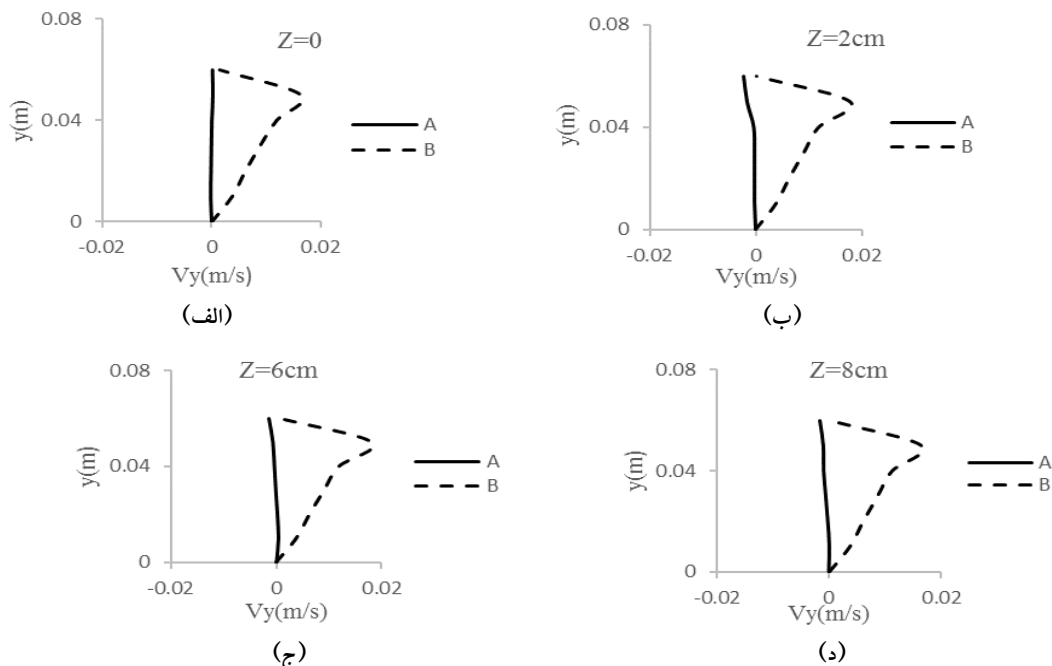 0.08
Z=0
y(m)
0.04
A
B
0
-0.02
0
0.02
Vy(m/s)
(الف)
0.08
Z=2cm
y(m)
0.04
A
B
0
-0.02
0
0.02
Vy(m/s)
(ب)
0.08
Z=6cm
y(m)
0.04
A
B
0
-0.02
0
0.02
Vy(m/s)
(ج)
0.08
Z=8cm
y(m)
0.04
A
B
0
-0.02
0
0.02
Vy(m/s)
(د)